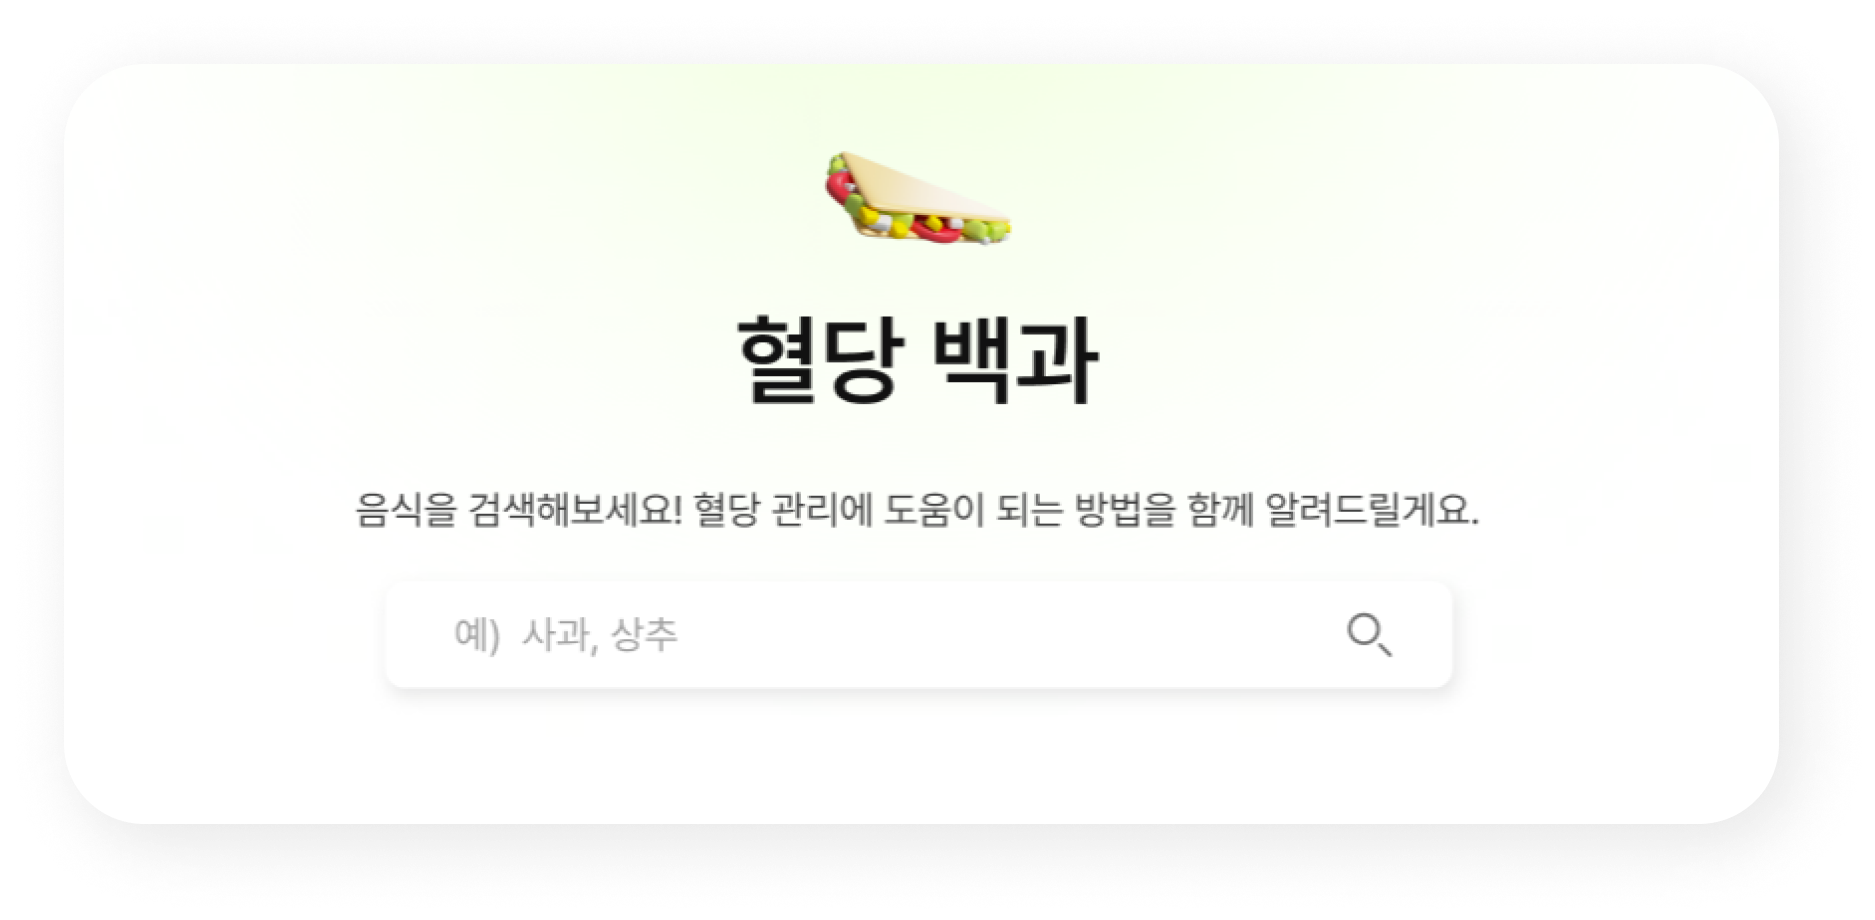 혈당 백과
음식을 검색해보세요! 혈당 관리에 도움이 되는 방법을 함께 알려드릴게요.
예) 사과, 상추